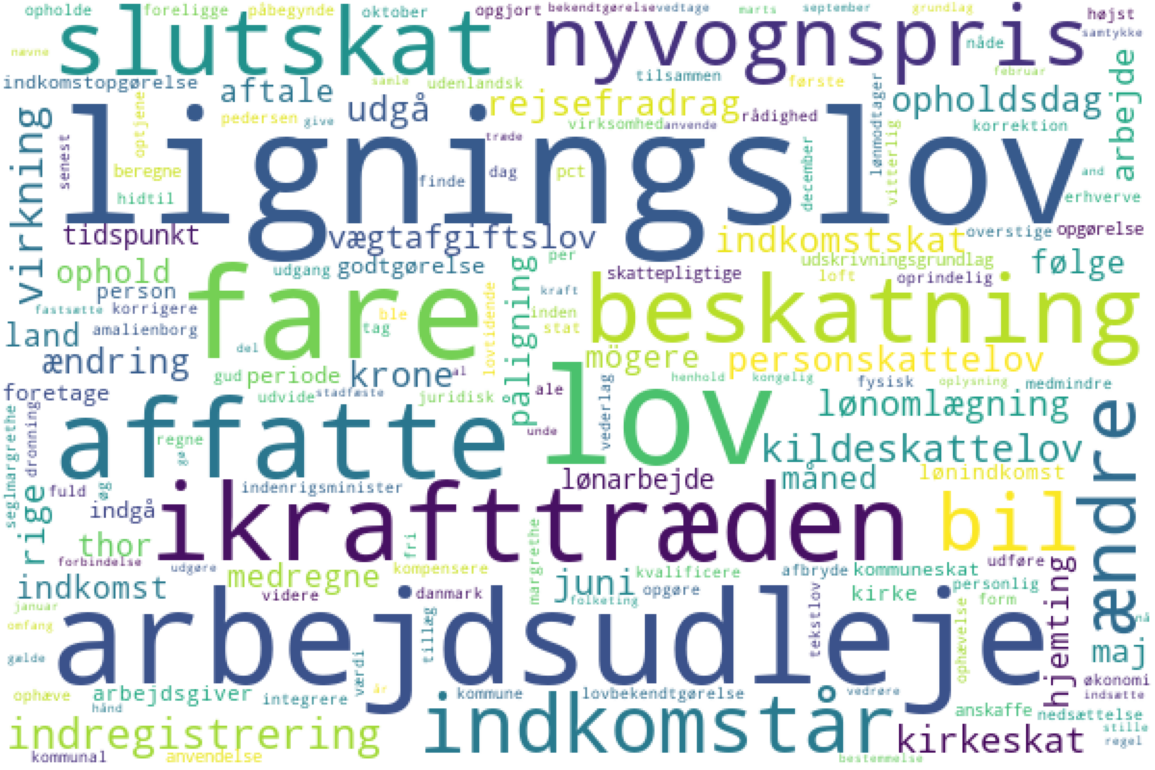 opholde foreligge påbegynde oktober opgjort bekendtgørelse vedtage marts september grundlag højst
slutskat nyvognspris samtykke
nævne nåde
indkomstopgørelse aftale samle udenlandsk tilsammen første februar arbejde
udgå rejsefradrag opholdsdag
optjene pedersen give virksomhed anvende rådighed lønmodtager korrektion
virkning senest ligningslov
træde december vitterlig and
beregne finde dag pct
hidtil erhverve
tidspunkt vægtafgiftslov indkomstskat overstige opgørelse
ophold udgang godtgørelse påligning per skattepligtige udskrivningsgrundlag følge
loft oprindelig
person fare lovtidende kraft beskatning
fastsætte korrigere ble inden
land amalienborg tag stat
ændring del mögere personskattelov
gud periode krone al henhold kongelig fysisk oplysning medmindre
foretage udvide stadfæste juridisk ale vederlag lønomlægning
seglmargrethe dronning affatte lov ændre
regne unde kildeskattelov
gøre
rige fuld øg indenrigsminister lønarbejde måned lønindkomst
indgå ikrafttræden bil
thor fri margrethe
forbindelse udgøre kompensere juni kvalificere afbryde kommuneskat udføre
indkomst medregne opgøre personlig
videre danmark folketing kirke form hjemting
januar arbejdsudleje nå
omfang tillæg tekstlov ophævelse
gælde værdi maj
ophæve arbejdsgiver integrere år kommune lovbekendtgørelse vedrøre økonomi
hånd indsætte
indregistrering indkomstår anskaffe nedsættelse
kirkeskat stille
regel
kommunal anvendelse bestemmelse